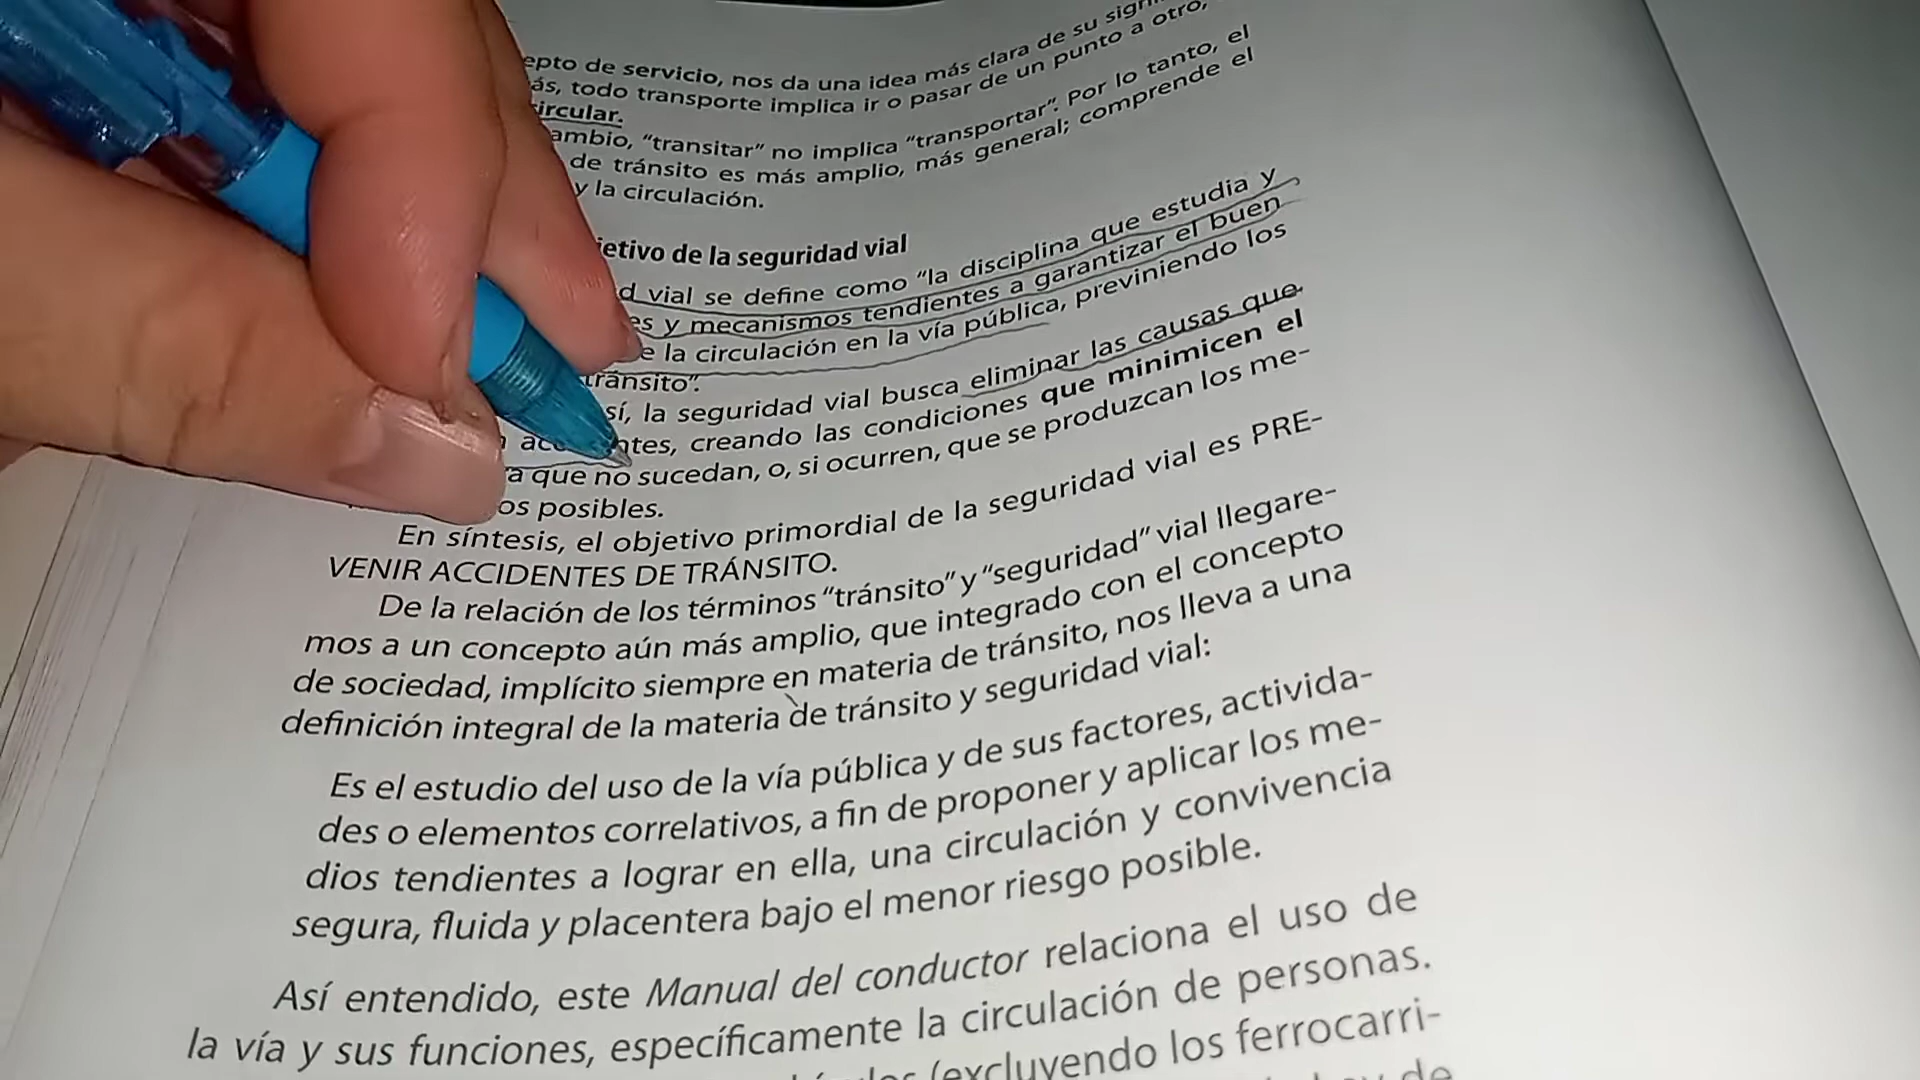 de servicio, nos da una idea más clara de su
todo transporte implica ir o pasar de un punto a otro,
“transitar” no implica “transportar”. Por lo tanto, el
de tránsito es más amplio, más general; comprende el
y la circulación.
de la seguridad vial
vial se define como “la disciplina que estudia y
y mecanismos tendientes a garantizar el buen
la circulación en la vía pública, previniendo los
tránsito”.
la seguridad vial busca eliminar las causas que
creando las condiciones que minimicen el
que no sucedan, o, si ocurren, que se produzcan los me-
posibles.
En síntesis, el objetivo primordial de la seguridad vial es PRE-
VENIR ACCIDENTES DE TRÁNSITO.
De la relación de los términos “tránsito” y “seguridad” vial llegare-
mos a un concepto aún más amplio, que integrado con el concepto
de sociedad, implícito siempre en materia de tránsito, nos lleva a una
definición integral de la materia de tránsito y seguridad vial:
Es el estudio del uso de la vía pública y de sus factores, activida-
des o elementos correlativos, a fin de proponer y aplicar los me-
dios tendientes a lograr en ella, una circulación y convivencia
segura, fluida y placentera bajo el menor riesgo posible.
Así entendido, este Manual del conductor relaciona el uso de
la vía y sus funciones, específicamente la circulación de personas.
(excluyendo los ferrocarri-
de